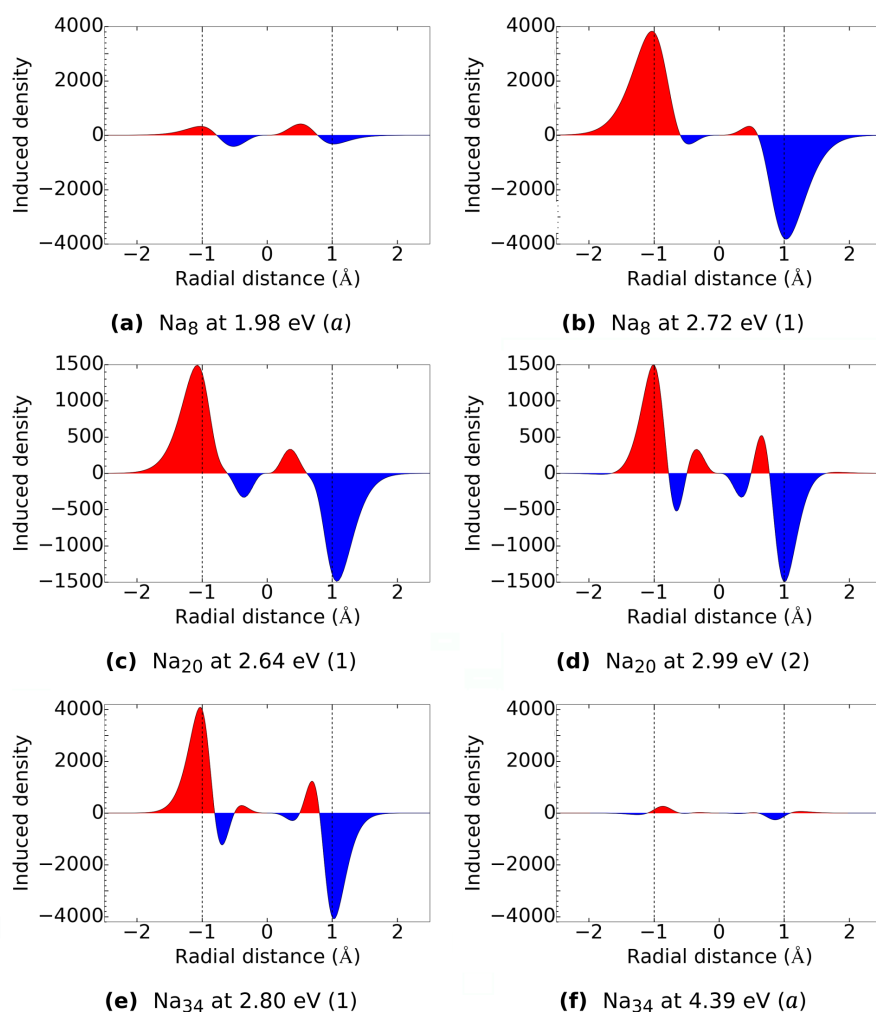 4000
2000
0
−2000
−4000
Induced density
−2 −1 0 1 2
Radial distance (Å)
(a) Na₈ at 1.98 eV (a)
4000
2000
0
−2000
−4000
Induced density
−2 −1 0 1 2
Radial distance (Å)
(b) Na₈ at 2.72 eV (1)
1500
1000
500
0
−500
−1000
−1500
Induced density
−2 −1 0 1 2
Radial distance (Å)
(c) Na₂₀ at 2.64 eV (1)
1500
1000
500
0
−500
−1000
−1500
Induced density
−2 −1 0 1 2
Radial distance (Å)
(d) Na₂₀ at 2.99 eV (2)
4000
2000
0
−2000
−4000
Induced density
−2 −1 0 1 2
Radial distance (Å)
(e) Na₃₄ at 2.80 eV (1)
4000
2000
0
−2000
−4000
Induced density
−2 −1 0 1 2
Radial distance (Å)
(f) Na₃₄ at 4.39 eV (a)